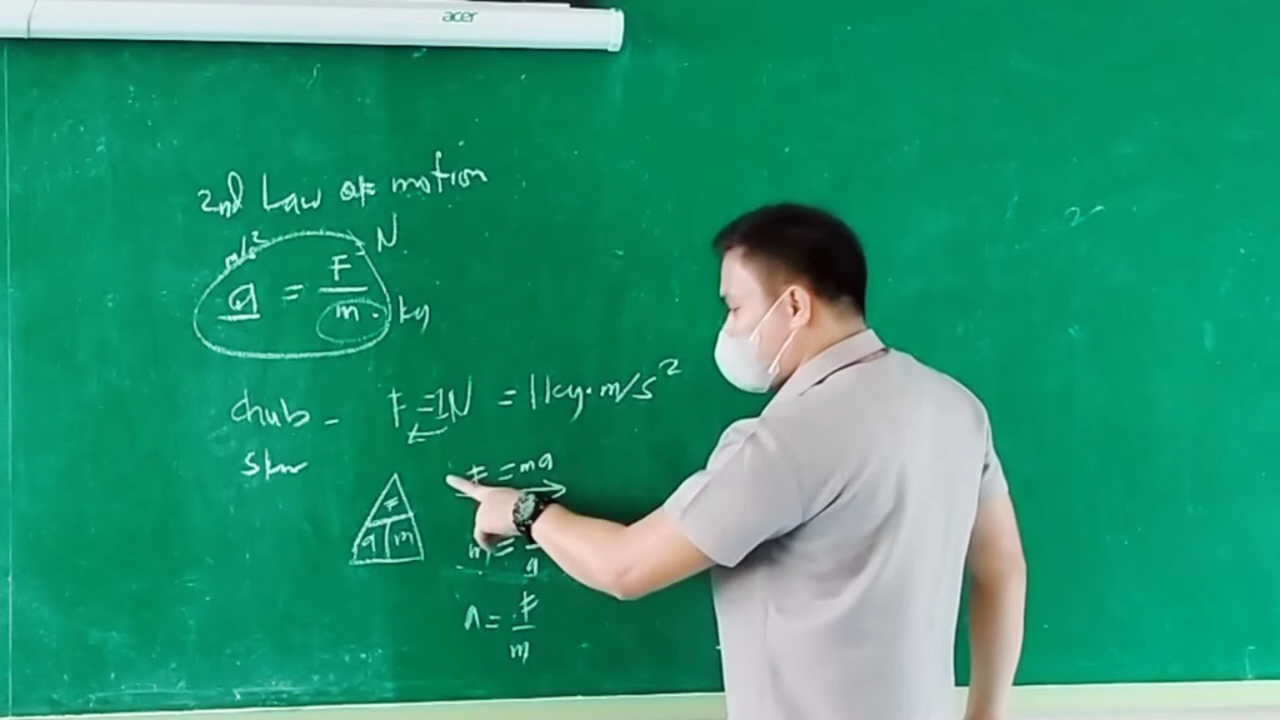 acer
2nd Law of motion
m/s²
N
a = F/m
kg
chub -
F = 1N = 1kg·m/s²
F = ma
F
a m
m = /a
a = F/m